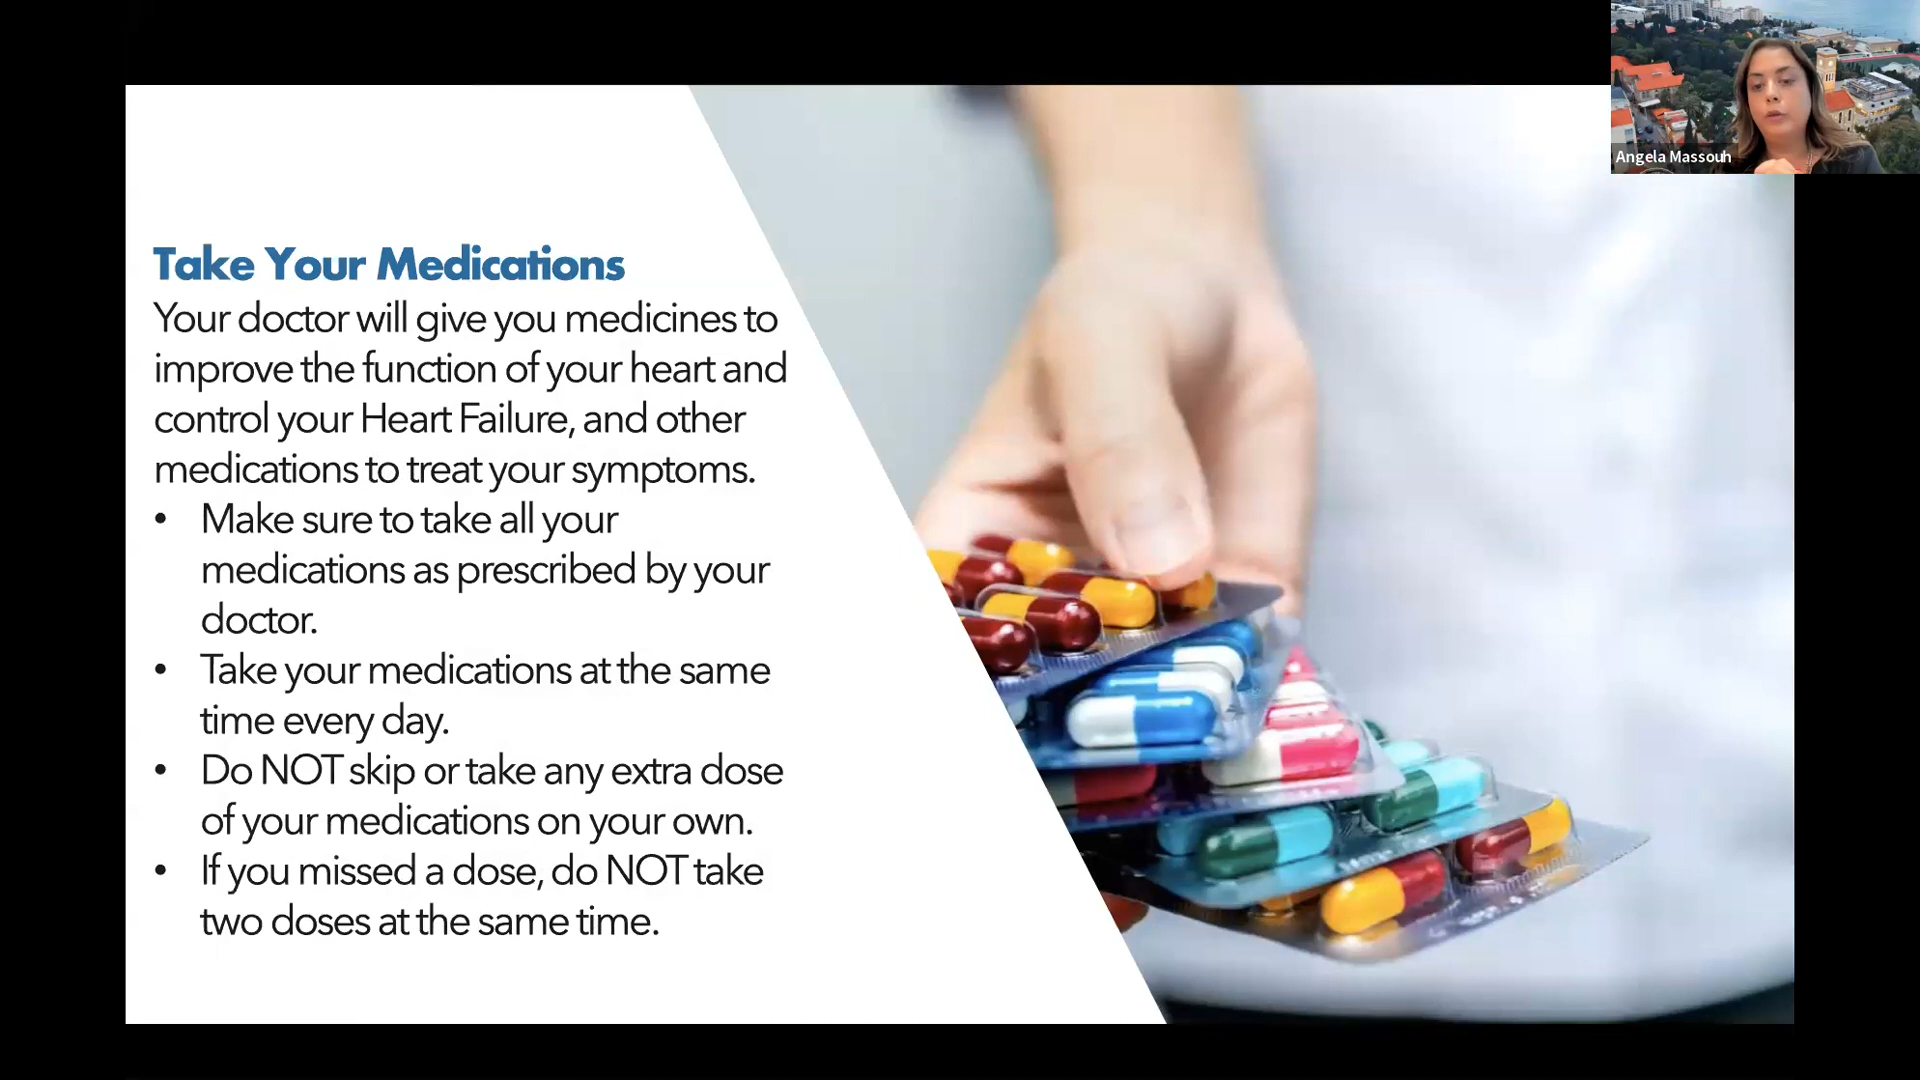 Take Your Medications
Your doctor will give you medicines to
improve the function of your heart and
control your Heart Failure, and other
medications to treat your symptoms.
• Make sure to take all your
medications as prescribed by your
doctor.
• Take your medications at the same
time every day.
• Do NOT skip or take any extra dose
of your medications on your own.
• If you missed a dose, do NOT take
two doses at the same time.
Angela Massouh